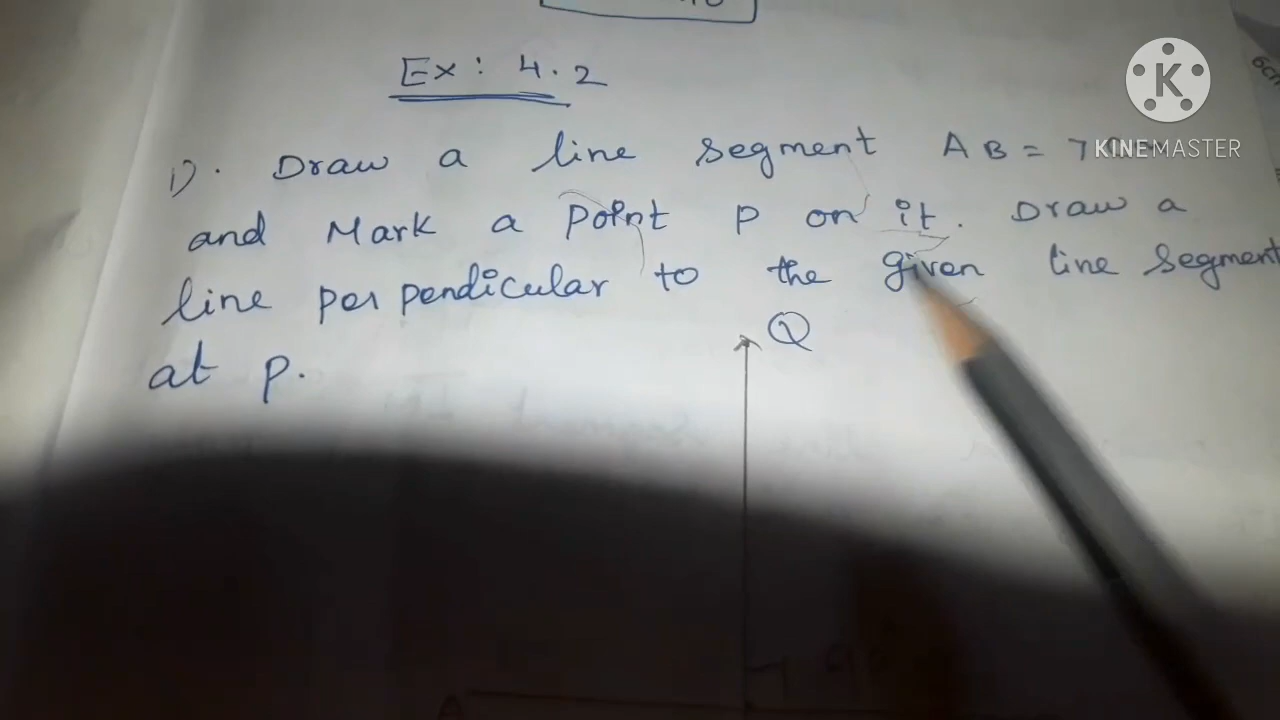 Ex: 4.2
1). Draw a line segment AB = 7
and Mark a Point P on it. Draw a
line perpendicular to the given line segment
at P.
Q
K
KINEMASTER